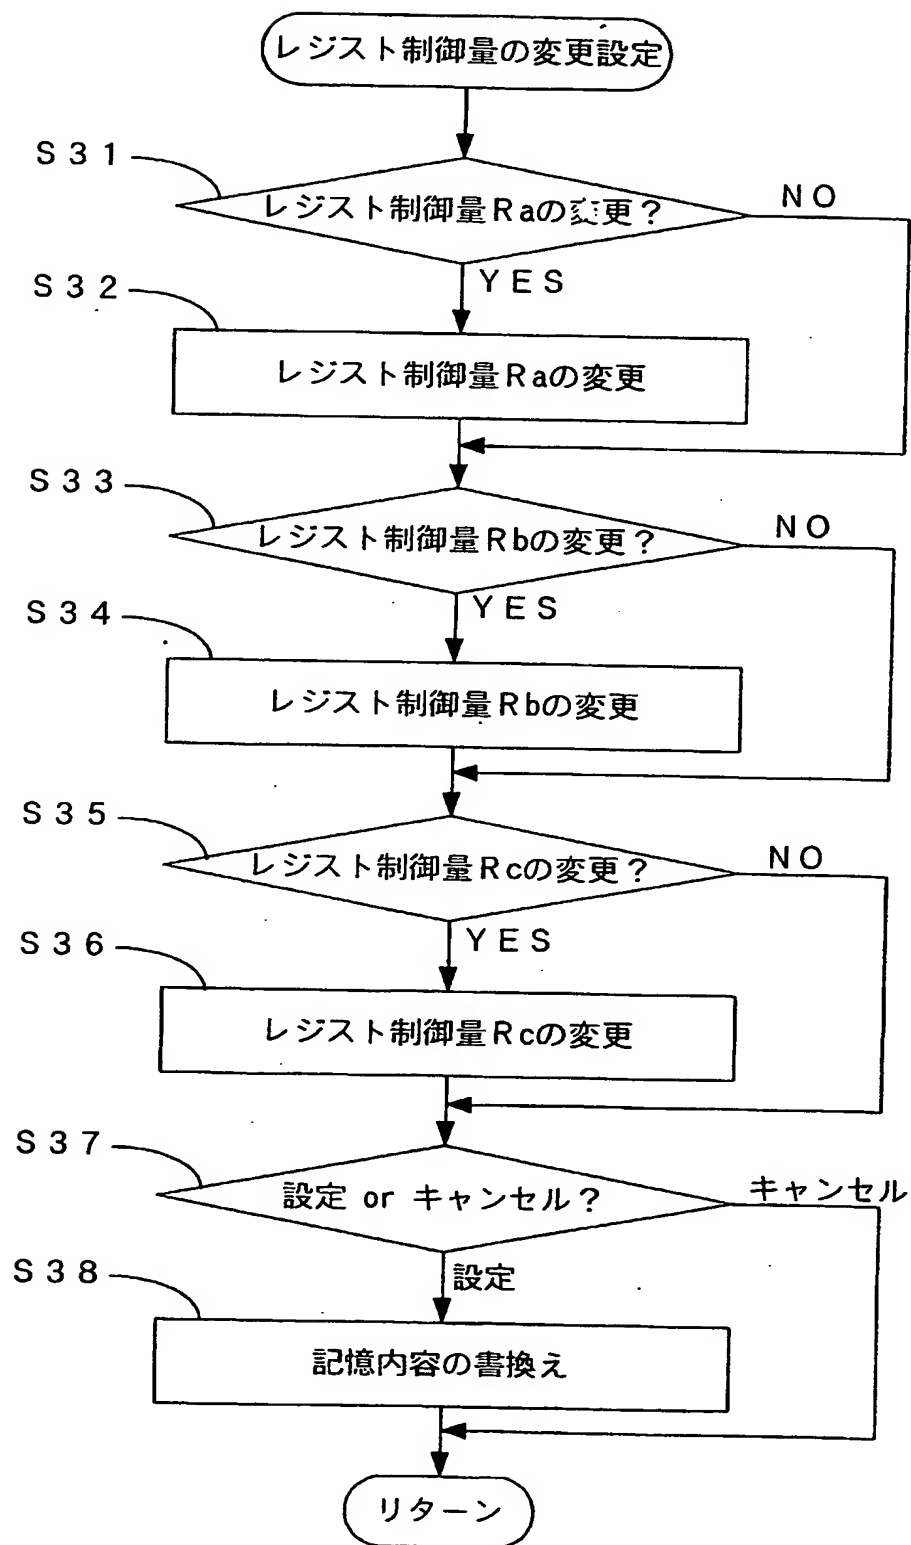 レジスト制御量の変更設定
S31
レジスト制御量Raの変更?
NO
YES
S32
レジスト制御量Raの変更
S33
レジスト制御量Rbの変更?
NO
YES
S34
レジスト制御量Rbの変更
S35
レジスト制御量Rcの変更?
NO
YES
S36
レジスト制御量Rcの変更
S37
設定 or キャンセル?
キャンセル
設定
S38
記憶内容の書換え
リターン